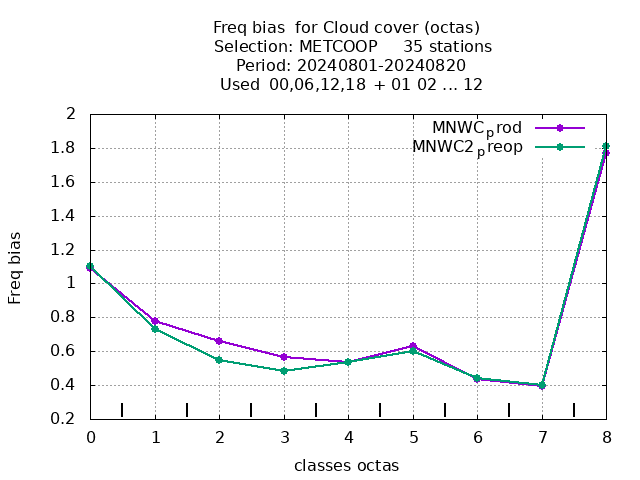 Freq bias  for Cloud cover (octas)
Selection: METCOOP     35 stations
Period: 20240801-20240820
Used  00,06,12,18  + 01 02 ... 12
MNWC_prod
MNWC2_preop
2
1.8
1.6
1.4
1.2
1
0.8
0.6
0.4
0.2
Freq bias
0 1 2 3 4 5 6 7 8
classes octas